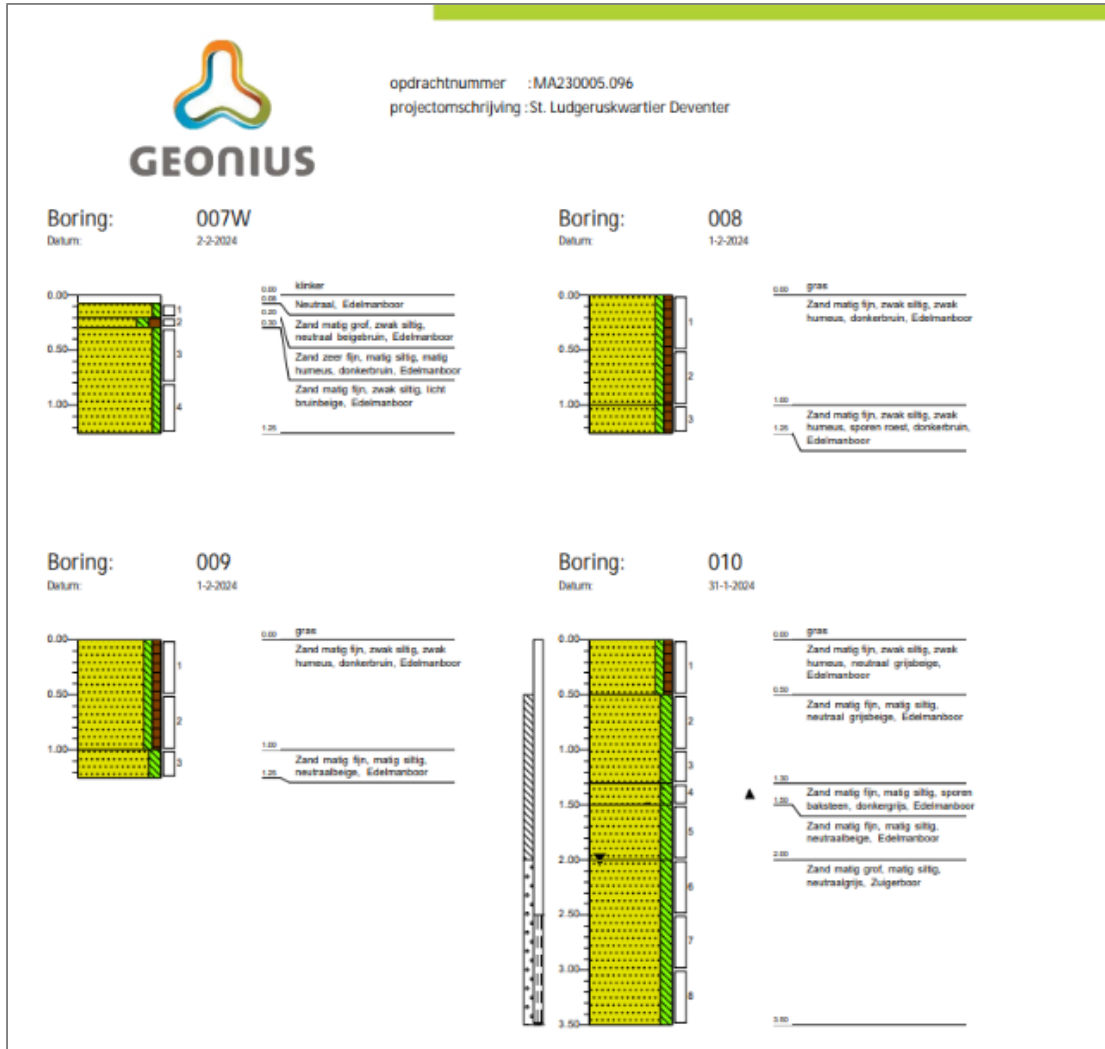 opdrachtnummer :MA230005.096
projectomschrijving :St. Ludgeruskwartier Deventer
GEONIUS
Boring: 007W
Datum: 2-2-2024
0.00
0.50
1.00
1
2
3
4
0.00 klinker
0.08
Neutraal, Edelmanboor
0.20
0.30
Zand matig grof, zwak siltig,
neutraal beigebruin, Edelmanboor
Zand zeer fijn, matig siltig, matig
humeus, donkerbruin, Edelmanboor
Zand matig fijn, zwak siltig, licht
bruinbeige, Edelmanboor
1.25
Boring: 008
Datum: 1-2-2024
0.00
0.50
1.00
1
2
3
0.00 gras
Zand matig fijn, zwak siltig, zwak
humeus, donkerbruin, Edelmanboor
1.00
Zand matig fijn, zwak siltig, zwak
humeus, sporen roest, donkerbruin,
Edelmanboor
1.25
Boring: 009
Datum: 1-2-2024
0.00
0.50
1.00
1
2
3
0.00 gras
Zand matig fijn, zwak siltig, zwak
humeus, donkerbruin, Edelmanboor
1.00
Zand matig fijn, matig siltig,
neutraalbeige, Edelmanboor
1.25
Boring: 010
Datum: 31-1-2024
0.00
0.50
1.00
1.50
2.00
2.50
3.00
3.50
1
2
3
4
5
6
7
8
0.00 gras
Zand matig fijn, zwak siltig, zwak
humeus, neutraal grijsbeige,
Edelmanboor
0.50
Zand matig fijn, matig siltig,
neutraal grijsbeige, Edelmanboor
1.30
Zand matig fijn, matig siltig, sporen
baksteen, donkergrijs, Edelmanboor
1.50
Zand matig fijn, matig siltig,
neutraalbeige, Edelmanboor
2.00
Zand matig grof, matig siltig,
neutraalgrijs, Zuigerboor
3.50